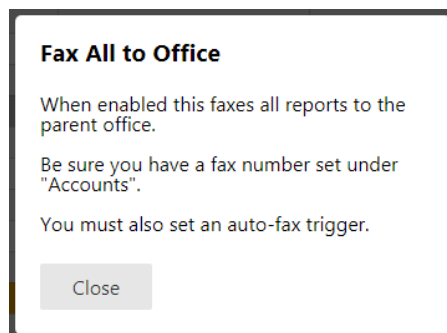 Fax All to Office
When enabled this faxes all reports to the
parent office.
Be sure you have a fax number set under
"Accounts".
You must also set an auto-fax trigger.
Close